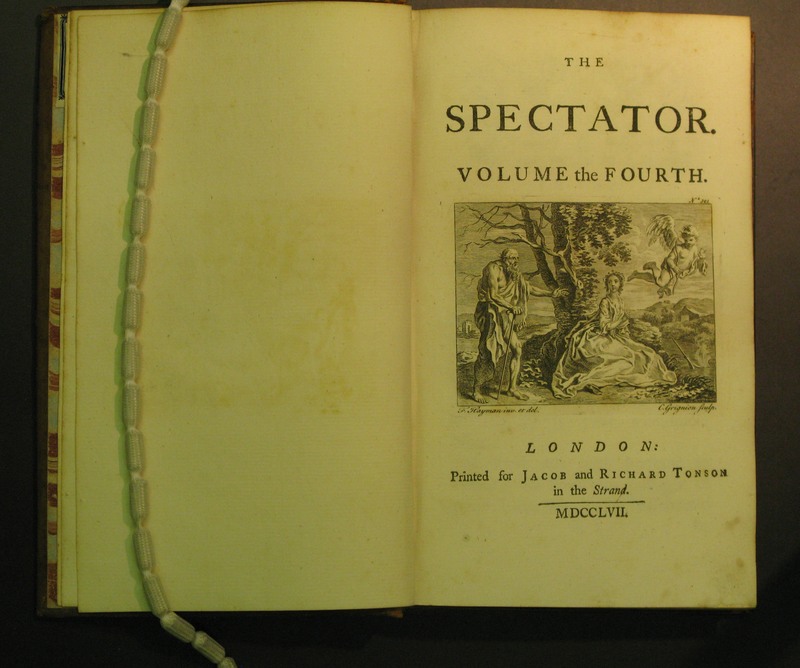 THE
SPECTATOR.
VOLUME the FOURTH.
F. Hayman inv. et del.
C. Grignion sculp.
LONDON:
Printed for JACOB and RICHARD TONSON
in the Strand.
MDCCLVII.